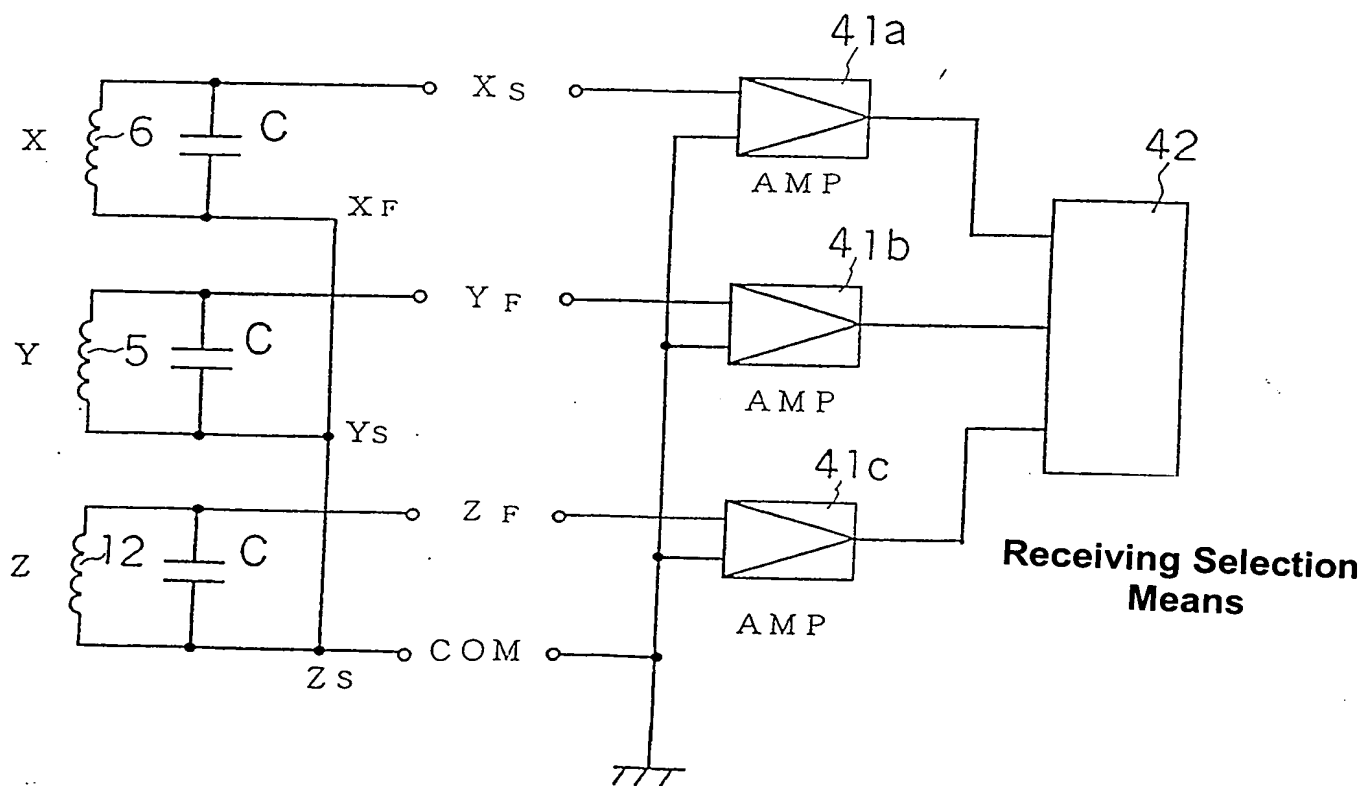 41a
X S
X
6
C
AMP
42
X F
41b
Y F
Y
5
C
AMP
Y S
41c
Z F
Z
12
C
Receiving Selection
Means
AMP
COM
Z S